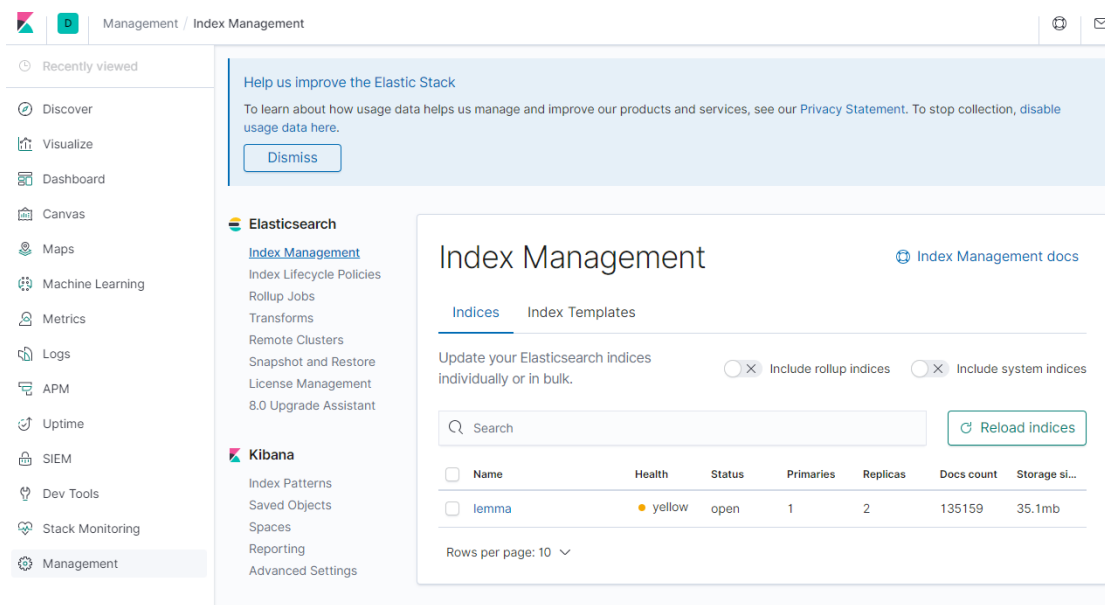 D Management / Index Management
Recently viewed
Discover
Visualize
Dashboard
Canvas
Maps
Machine Learning
Metrics
Logs
APM
Uptime
SIEM
Dev Tools
Stack Monitoring
Management
Help us improve the Elastic Stack
To learn about how usage data helps us manage and improve our products and services, see our Privacy Statement. To stop collection, disable
usage data here.
Dismiss
Elasticsearch
Index Management
Index Lifecycle Policies
Rollup Jobs
Transforms
Remote Clusters
Snapshot and Restore
License Management
8.0 Upgrade Assistant
Kibana
Index Patterns
Saved Objects
Spaces
Reporting
Advanced Settings
Index Management
Index Management docs
Indices Index Templates
Update your Elasticsearch indices
individually or in bulk.
Include rollup indices Include system indices
Search
Reload indices
Name Health Status Primaries Replicas Docs count Storage si...
lemma yellow open 1 2 135159 35.1mb
Rows per page: 10